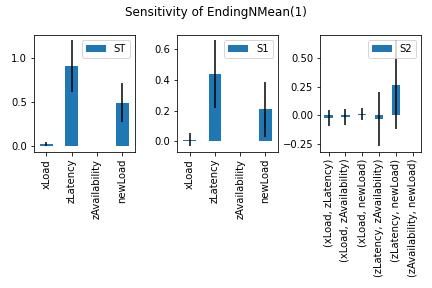 Sensitivity of EndingNMean(1)
ST
1.0
0.5
0.0
xLoad
zLatency
zAvailability
newLoad
S1
0.6
0.4
0.2
0.0
xLoad
zLatency
zAvailability
newLoad
S2
0.50
0.25
0.00
−0.25
(xLoad, zLatency)
(xLoad, zAvailability)
(xLoad, newLoad)
(zLatency, zAvailability)
(zLatency, newLoad)
(zAvailability, newLoad)